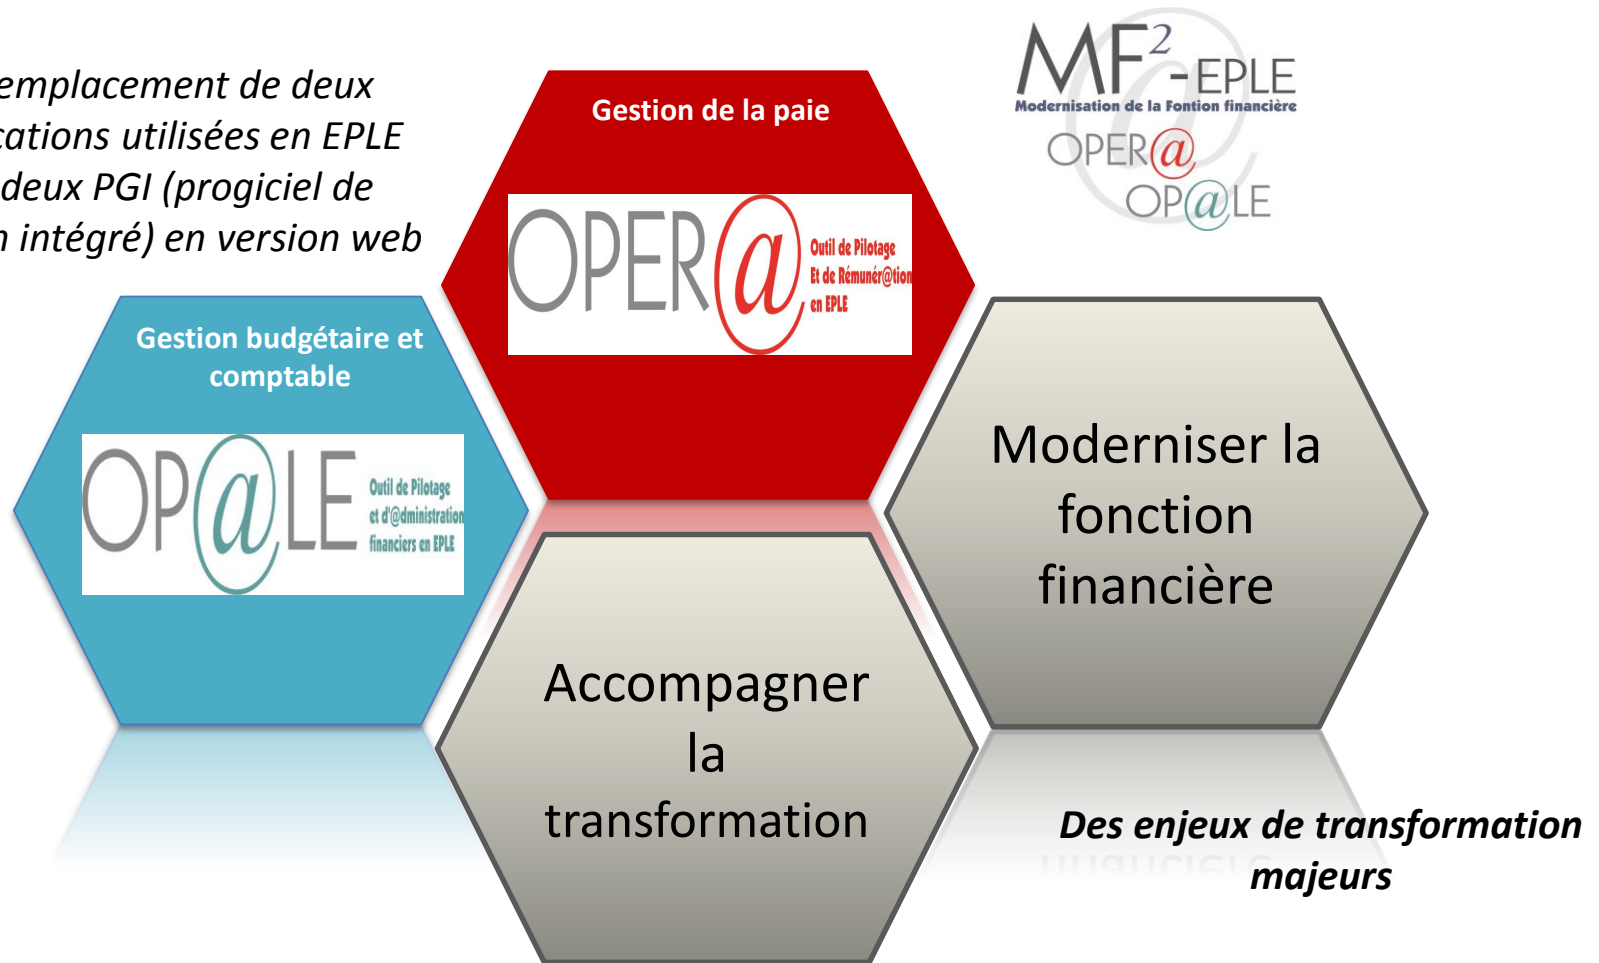 emplacement de deux
cations utilisées en EPLE
deux PGI (progiciel de
n intégré) en version web
MF2-EPLE
Modernisation de la Fontion financière
OPER@
OP@LE
Gestion de la paie
OPER@
Outil de Pilotage
Et de Rémunér@tion
en EPLE
Gestion budgétaire et
comptable
OP@LE
Outil de Pilotage
et d'@dministration
financiers en EPLE
Moderniser la
fonction
financière
Accompagner
la
transformation
Des enjeux de transformation
majeurs